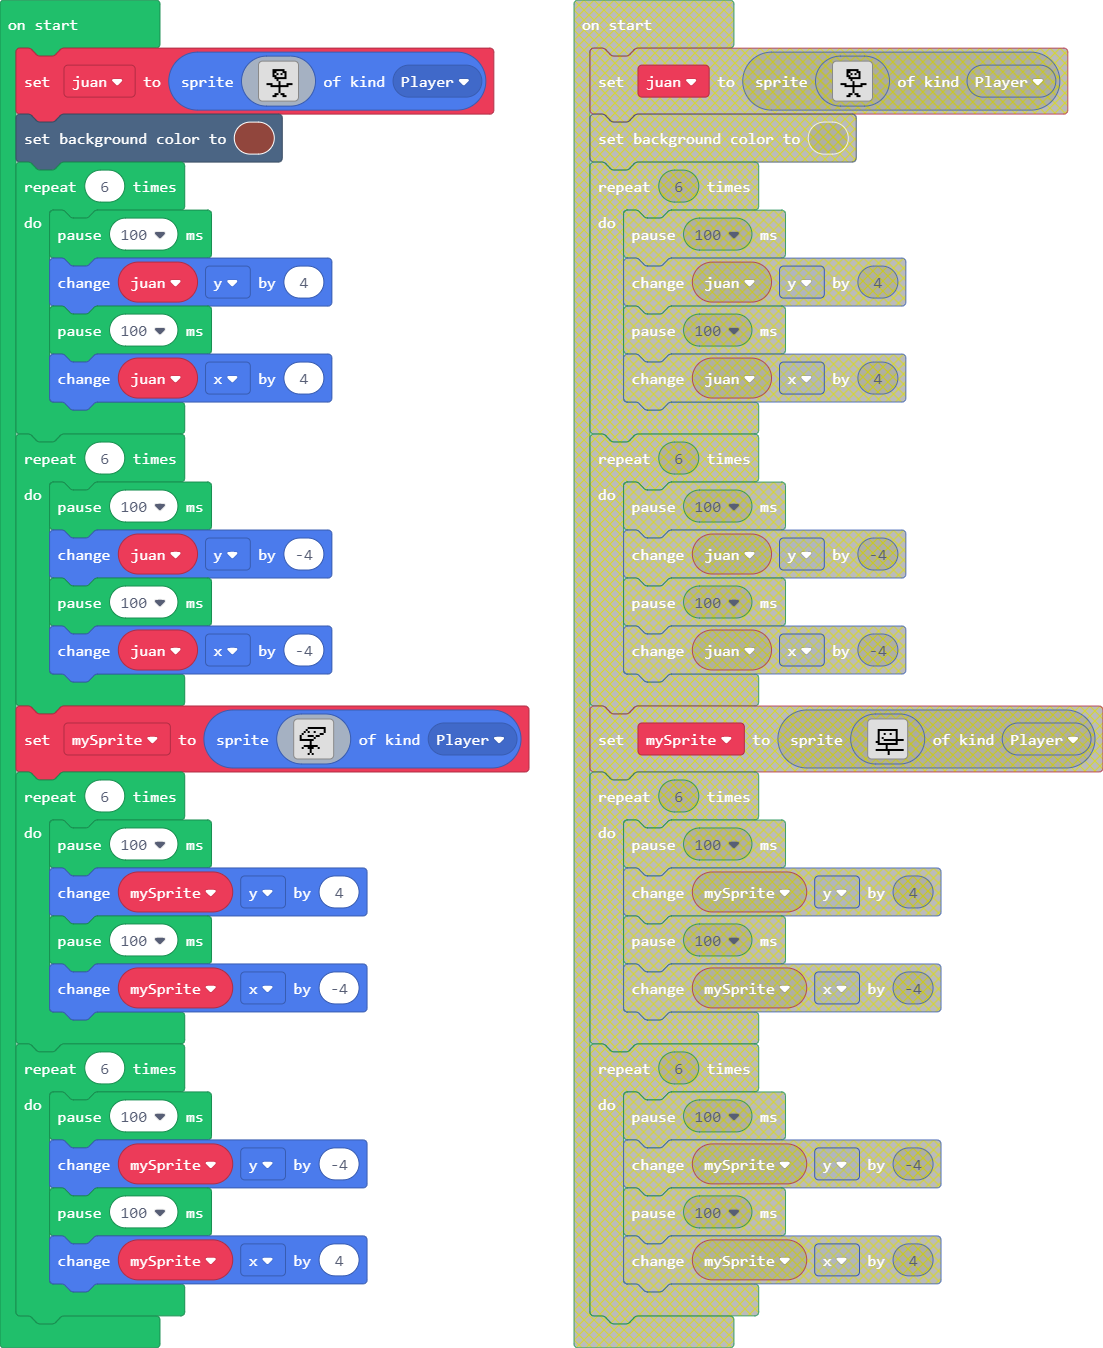 on start
set juan to sprite of kind Player
set background color to
repeat 6 times
do
pause 100 ms
change juan y by 4
pause 100 ms
change juan x by 4
repeat 6 times
do
pause 100 ms
change juan y by -4
pause 100 ms
change juan x by -4
set mySprite to sprite of kind Player
repeat 6 times
do
pause 100 ms
change mySprite y by 4
pause 100 ms
change mySprite x by -4
repeat 6 times
do
pause 100 ms
change mySprite y by -4
pause 100 ms
change mySprite x by 4
on start
set juan to sprite of kind Player
set background color to
repeat 6 times
do
pause 100 ms
change juan y by 4
pause 100 ms
change juan x by 4
repeat 6 times
do
pause 100 ms
change juan y by -4
pause 100 ms
change juan x by -4
set mySprite to sprite of kind Player
repeat 6 times
do
pause 100 ms
change mySprite y by 4
pause 100 ms
change mySprite x by -4
repeat 6 times
do
pause 100 ms
change mySprite y by -4
pause 100 ms
change mySprite x by 4